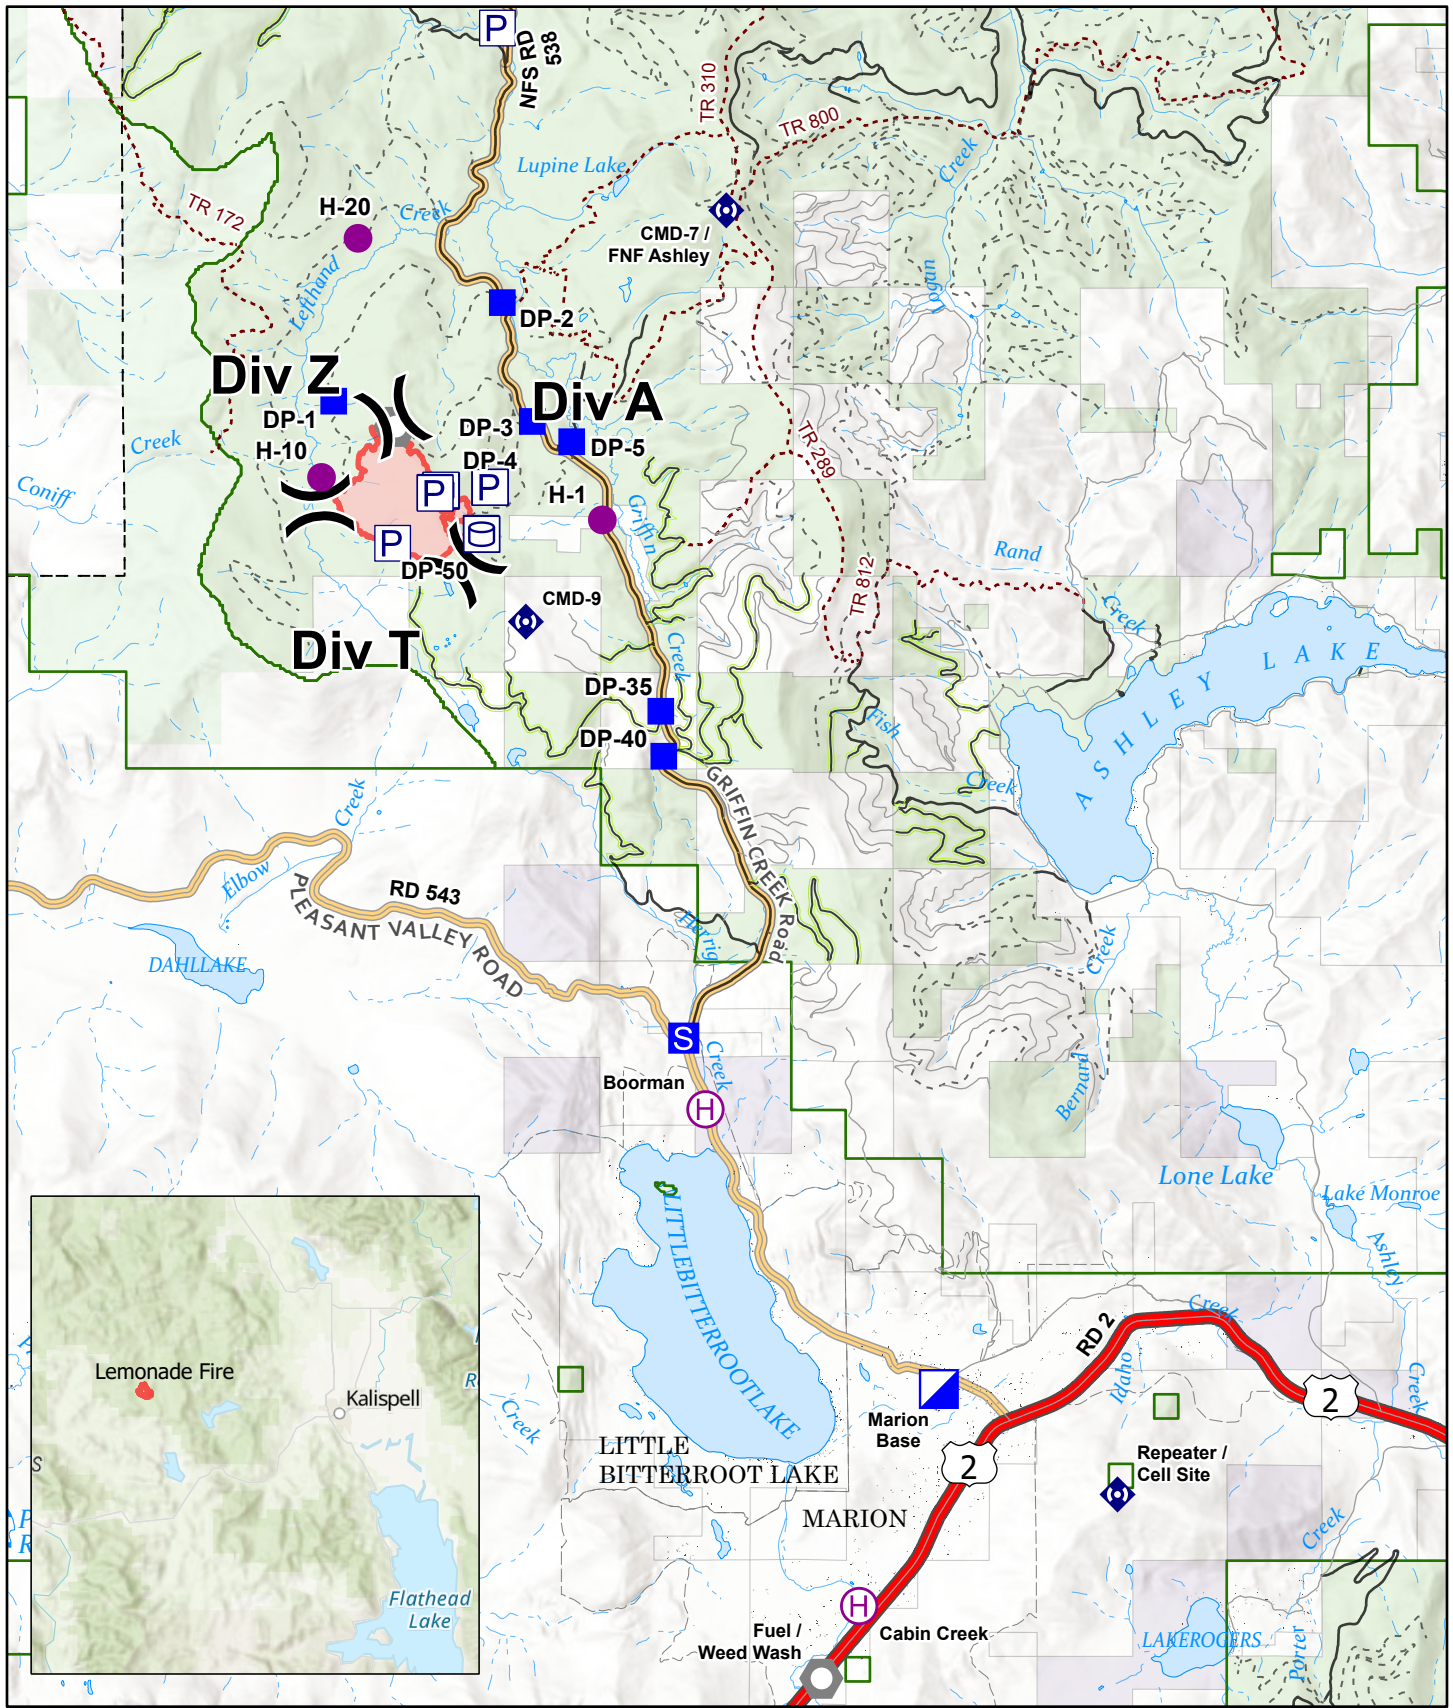 P
NFS RD
538
TR 310
TR 800
Lupine Lake
Creek
TR 172
H-20
Creek
CMD-7 /
FNF Ashley
Lefthand
Logan
DP-2
Div Z
Div A
DP-1
DP-3
DP-5
Creek
H-10
DP-4
TR 289
Coniff
P
P
H-1
Griffin
P
Rand
DP-50
TR 812
CMD-9
Creek
Div T
Creek
ASHLEY LAKE
DP-35
Fish
DP-40
Creek
GRIFFIN CREEK Road
Creek
Elbow
RD 543
PLEASANT VALLEY ROAD
Herrig
Creek
DAHLLAKE
S
Creek
Boorman
Bernard
H
Lone Lake
Lake Monroe
LITTLEBITTERROOTLAKE
Ashley
Creek
RD 2
Lemonade Fire
Idaho
Creek
Kalispell
2
Marion
Base
Creek
LITTLE
BITTERROOT LAKE
2
Repeater /
Cell Site
S
MARION
P
R
Creek
Flathead
Lake
H
Fuel /
Weed Wash
Cabin Creek
LAKEROGERS
Porter